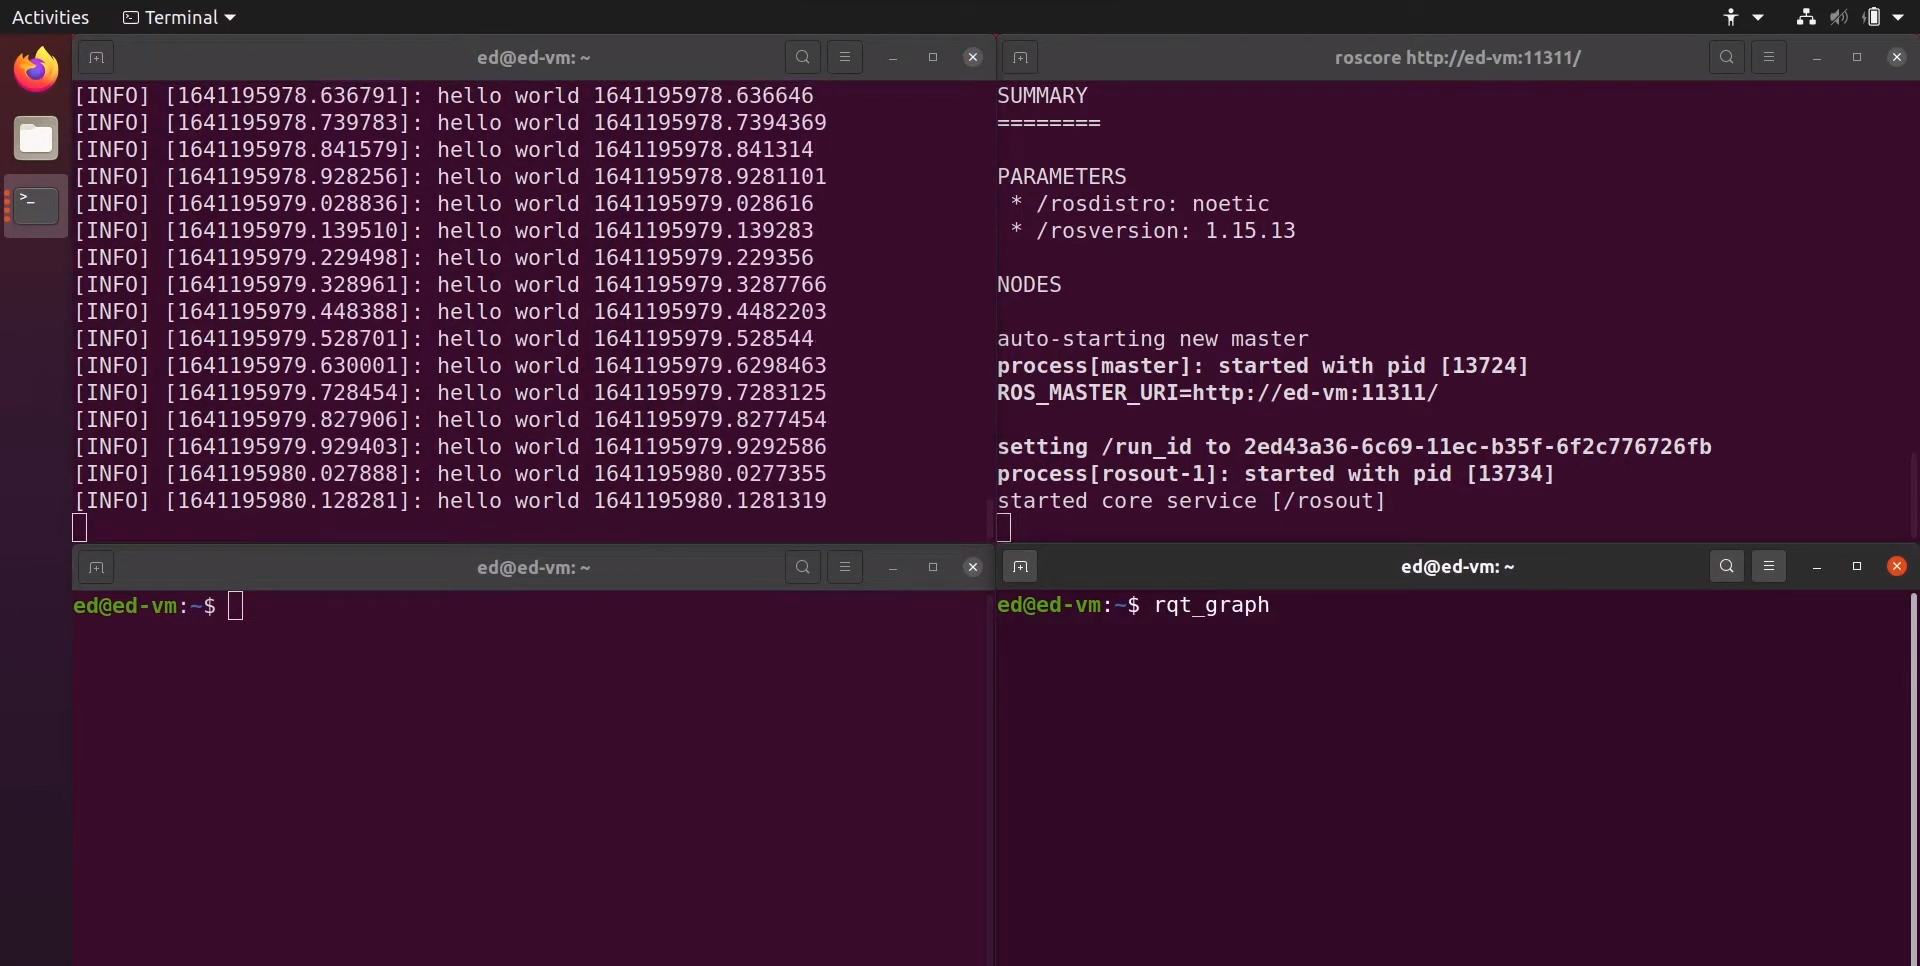 Activities Terminal
ed@ed-vm: ~
[INFO] [1641195978.636791]: hello world 1641195978.636646
[INFO] [1641195978.739783]: hello world 1641195978.7394369
[INFO] [1641195978.841579]: hello world 1641195978.841314
[INFO] [1641195978.928256]: hello world 1641195978.9281101
[INFO] [1641195979.028836]: hello world 1641195979.028616
[INFO] [1641195979.139510]: hello world 1641195979.139283
[INFO] [1641195979.229498]: hello world 1641195979.229356
[INFO] [1641195979.328961]: hello world 1641195979.3287766
[INFO] [1641195979.448388]: hello world 1641195979.4482203
[INFO] [1641195979.528701]: hello world 1641195979.528544
[INFO] [1641195979.630001]: hello world 1641195979.6298463
[INFO] [1641195979.728454]: hello world 1641195979.7283125
[INFO] [1641195979.827906]: hello world 1641195979.8277454
[INFO] [1641195979.929403]: hello world 1641195979.9292586
[INFO] [1641195980.027888]: hello world 1641195980.0277355
[INFO] [1641195980.128281]: hello world 1641195980.1281319
roscore http://ed-vm:11311/
SUMMARY
========
PARAMETERS
* /rosdistro: noetic
* /rosversion: 1.15.13
NODES
auto-starting new master
process[master]: started with pid [13724]
ROS_MASTER_URI=http://ed-vm:11311/
setting /run_id to 2ed43a36-6c69-11ec-b35f-6f2c776726fb
process[rosout-1]: started with pid [13734]
started core service [/rosout]
ed@ed-vm: ~
ed@ed-vm:~$
ed@ed-vm: ~
ed@ed-vm:~$ rqt_graph